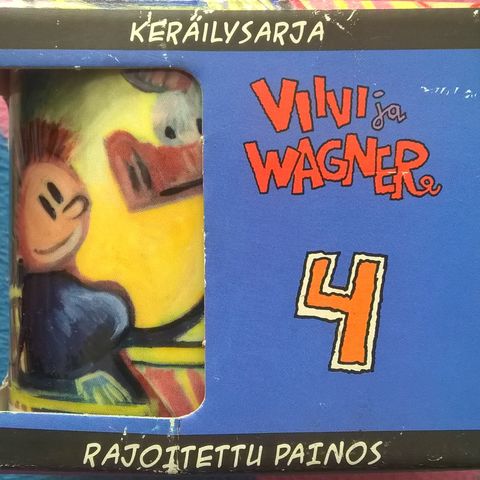 KERÄILYSARJA
VIIVI ja
WAGNER
4
RAJOITETTU PAINOS